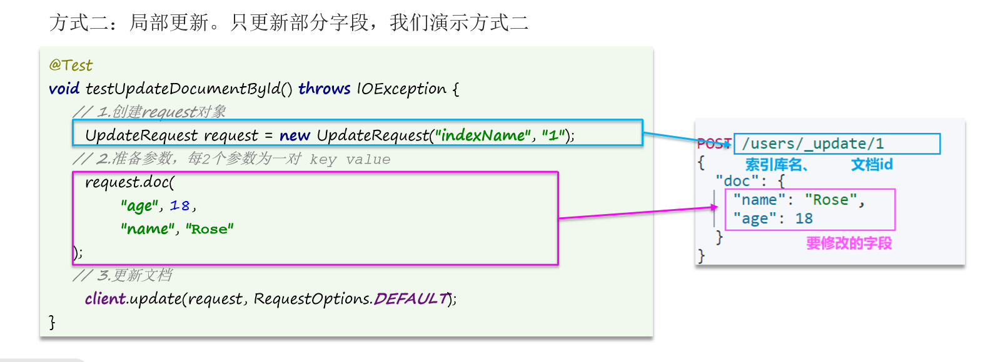 方式二：局部更新。只更新部分字段，我们演示方式二
@Test
void testUpdateDocumentById() throws IOException {
// 1.创建request对象
UpdateRequest request = new UpdateRequest("indexName", "1");
// 2.准备参数，每2个参数为一对 key value
request.doc(
"age", 18,
"name", "Rose"
);
// 3.更新文档
client.update(request, RequestOptions.DEFAULT);
}
POST /users/_update/1
{ 索引库名、 文档id
"doc": {
"name": "Rose",
"age": 18
} 要修改的字段
}